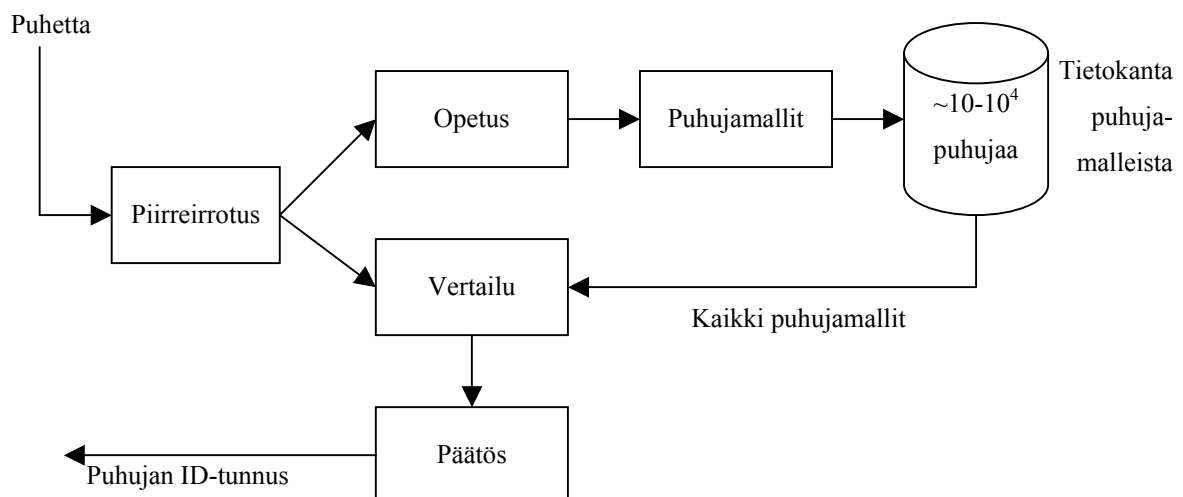 Puhetta
Opetus
Puhujamallit
~10-10⁴
puhujaa
Tietokanta
puhuja-
malleista
Piirreirrotus
Vertailu
Kaikki puhujamallit
Päätös
Puhujan ID-tunnus